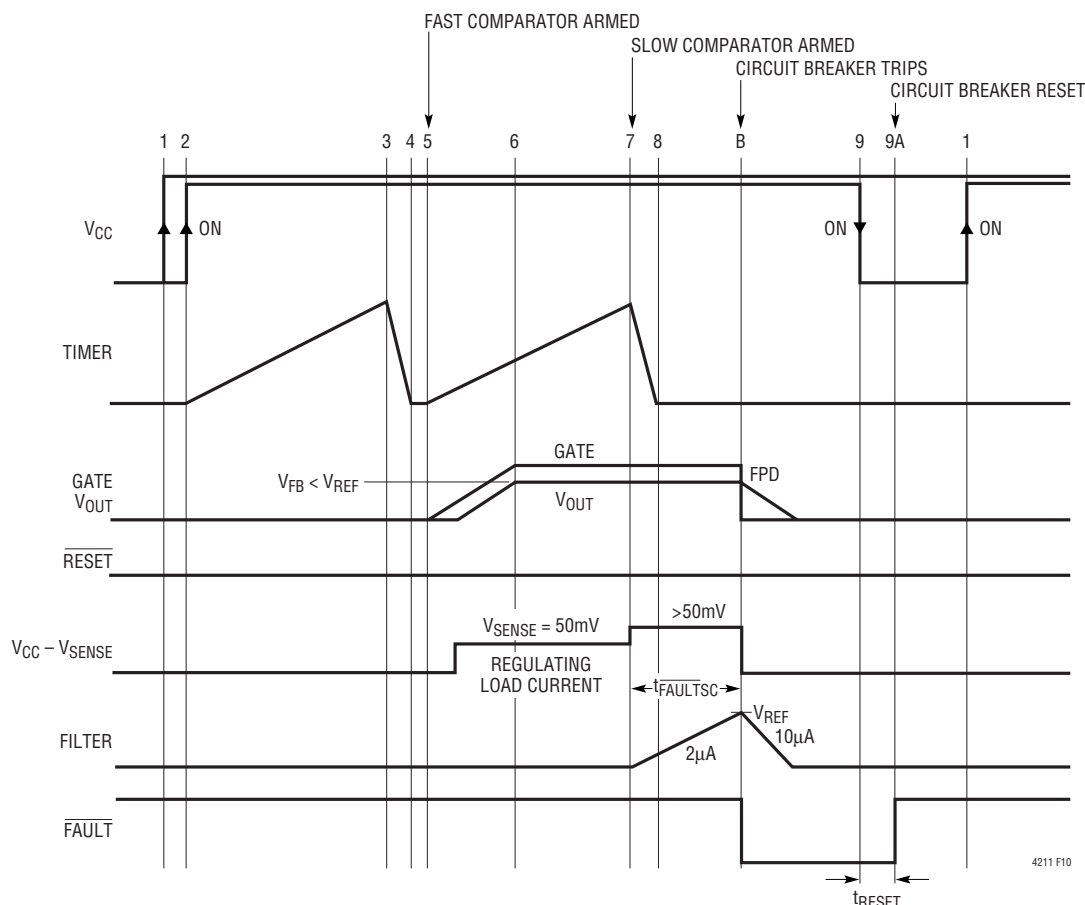 FAST COMPARATOR ARMED
SLOW COMPARATOR ARMED
CIRCUIT BREAKER TRIPS
CIRCUIT BREAKER RESET
1 2 3 4 5 6 7 8 B 9 9A 1
VCC
ON
ON
ON
TIMER
GATE
VOUT
VFB < VREF
GATE
VOUT
FPD
RESET
VCC – VSENSE
VSENSE = 50mV
>50mV
REGULATING
LOAD CURRENT
tFAULTSC
FILTER
2µA
VREF
10µA
FAULT
tRESET
4211 F10